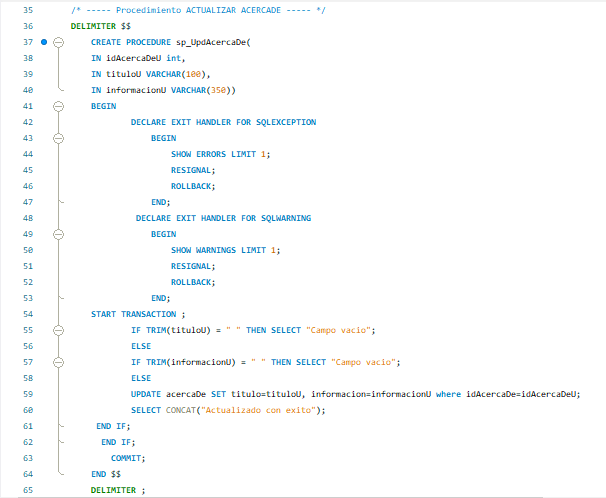 35 /* ----- Procedimiento ACTUALIZAR ACERCADE ----- */
36 DELIMITER $$
37 CREATE PROCEDURE sp_UpdAcercaDe(
38 IN idAcercaDeU int,
39 IN tituloU VARCHAR(100),
40 IN informacionU VARCHAR(350))
41 BEGIN
42 DECLARE EXIT HANDLER FOR SQLEXCEPTION
43 BEGIN
44 SHOW ERRORS LIMIT 1;
45 RESIGNAL;
46 ROLLBACK;
47 END;
48 DECLARE EXIT HANDLER FOR SQLWARNING
49 BEGIN
50 SHOW WARNINGS LIMIT 1;
51 RESIGNAL;
52 ROLLBACK;
53 END;
54 START TRANSACTION ;
55 IF TRIM(tituloU) = " " THEN SELECT "Campo vacio";
56 ELSE
57 IF TRIM(informacionU) = " " THEN SELECT "Campo vacio";
58 ELSE
59 UPDATE acercaDe SET titulo=tituloU, informacion=informacionU where idAcercaDe=idAcercaDeU;
60 SELECT CONCAT("Actualizado con exito");
61 END IF;
62 END IF;
63 COMMIT;
64 END $$
65 DELIMITER ;